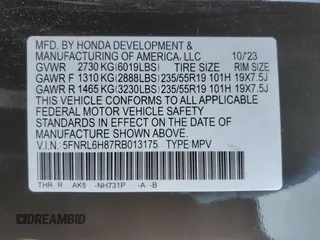 MFD. BY HONDA DEVELOPMENT &
MANUFACTURING OF AMERICA, LLC 10/23
GVWR 2730 KG (6019LBS) TIRE SIZE RIM SIZE
GAWR F 1310 KG (2888LBS) 235/55R19 101H 19X7.5J
GAWR R 1465 KG (3230LBS) 235/55R19 101H 19X7.5J
THIS VEHICLE CONFORMS TO ALL APPLICABLE
FEDERAL MOTOR VEHICLE SAFETY
STANDARDS IN EFFECT ON THE DATE OF
MANUFACTURE SHOWN ABOVE.
V.I.N.: 5FNRL6H87RB013175 TYPE: MPV
THR R AK5 -NH731P -A -B
DREAMBID